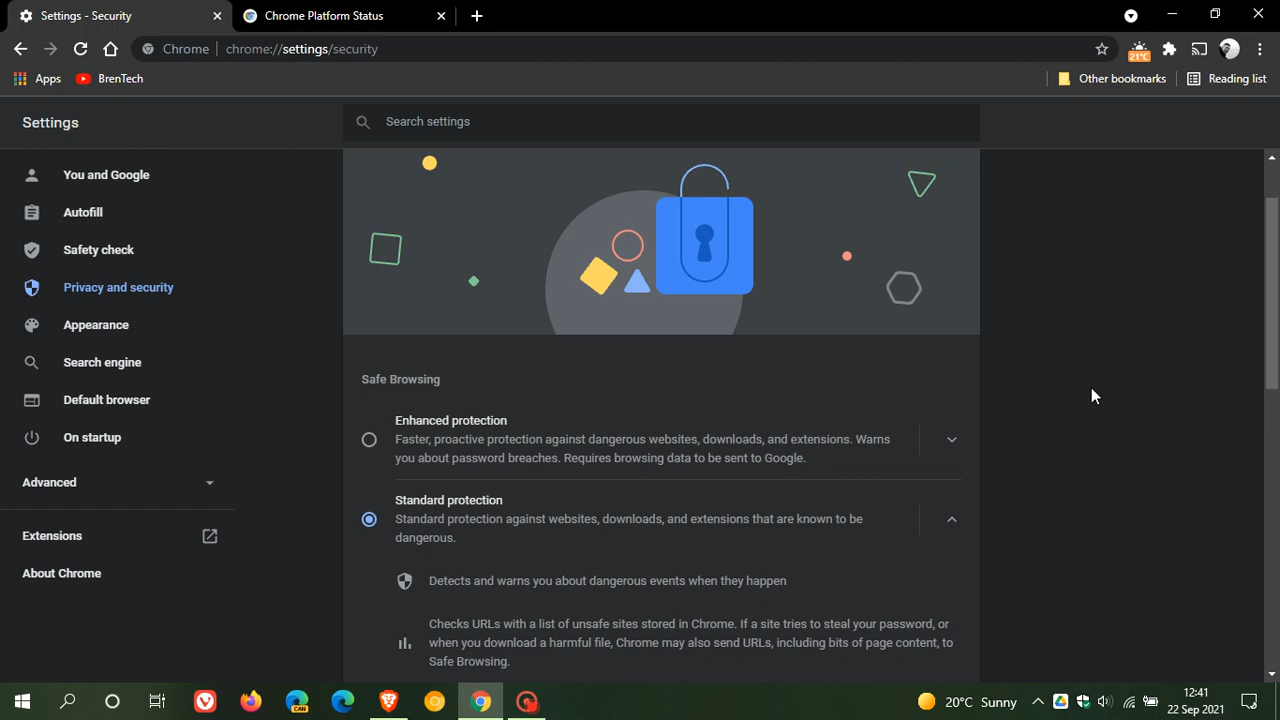 Settings - Security
Chrome Platform Status
Chrome
chrome://settings/security
21°C
Apps
BrenTech
Other bookmarks
Reading list
Settings
Search settings
You and Google
Autofill
Safety check
Privacy and security
Appearance
Search engine
Default browser
On startup
Advanced
Extensions
About Chrome
Safe Browsing
Enhanced protection
Faster, proactive protection against dangerous websites, downloads, and extensions. Warns
you about password breaches. Requires browsing data to be sent to Google.
Standard protection
Standard protection against websites, downloads, and extensions that are known to be
dangerous.
Detects and warns you about dangerous events when they happen
Checks URLs with a list of unsafe sites stored in Chrome. If a site tries to steal your password, or
when you download a harmful file, Chrome may also send URLs, including bits of page content, to
Safe Browsing.
CAN
20°C Sunny
12:41
22 Sep 2021